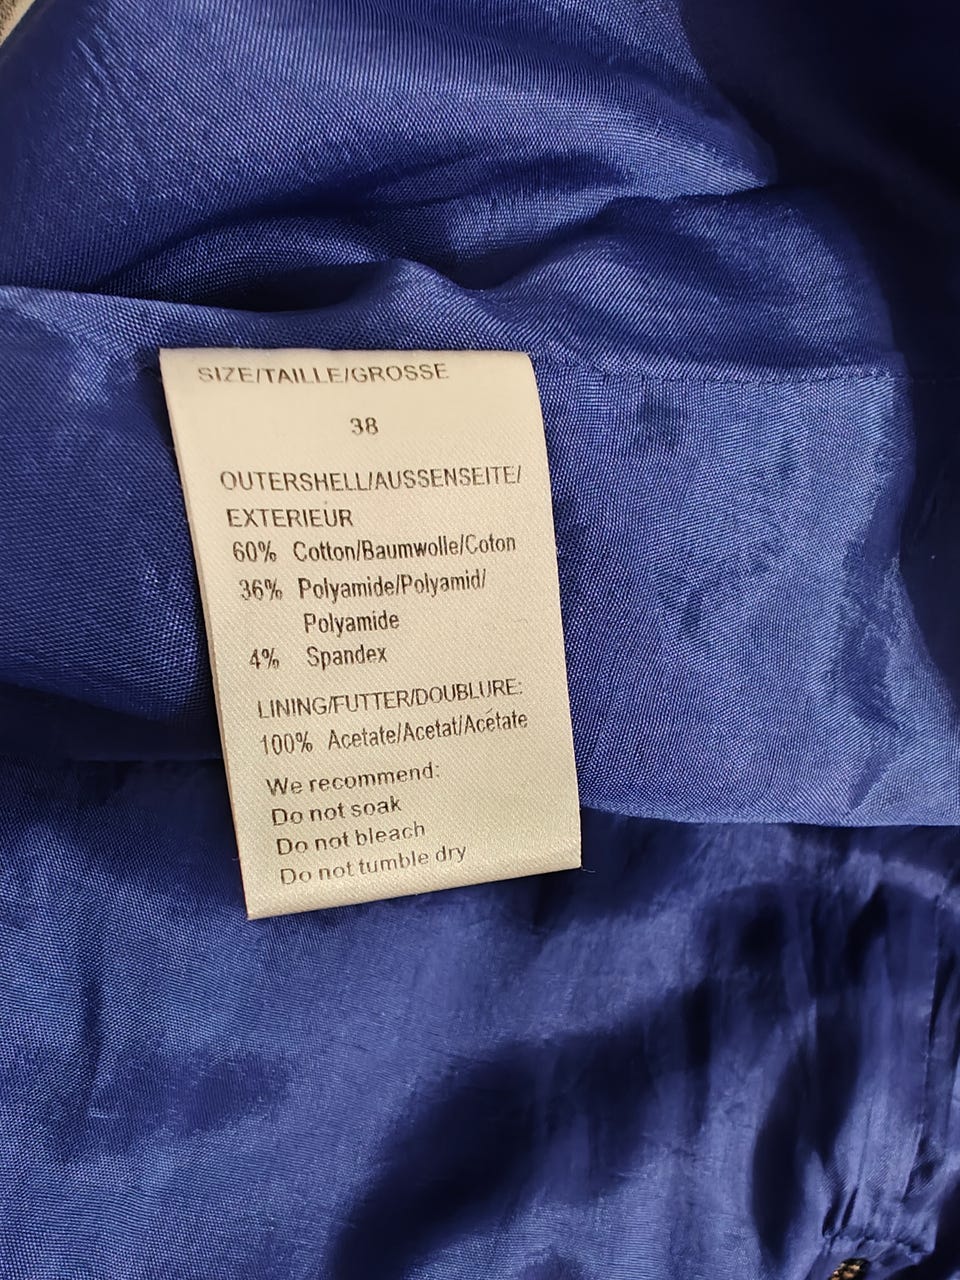 SIZE/TAILLE/GROSSE
38
OUTERSHELL/AUSSENSEITE/
EXTERIEUR
60% Cotton/Baumwolle/Coton
36% Polyamide/Polyamid/
Polyamide
4% Spandex
LINING/FUTTER/DOUBLURE:
100% Acetate/Acetat/Acétate
We recommend:
Do not soak
Do not bleach
Do not tumble dry